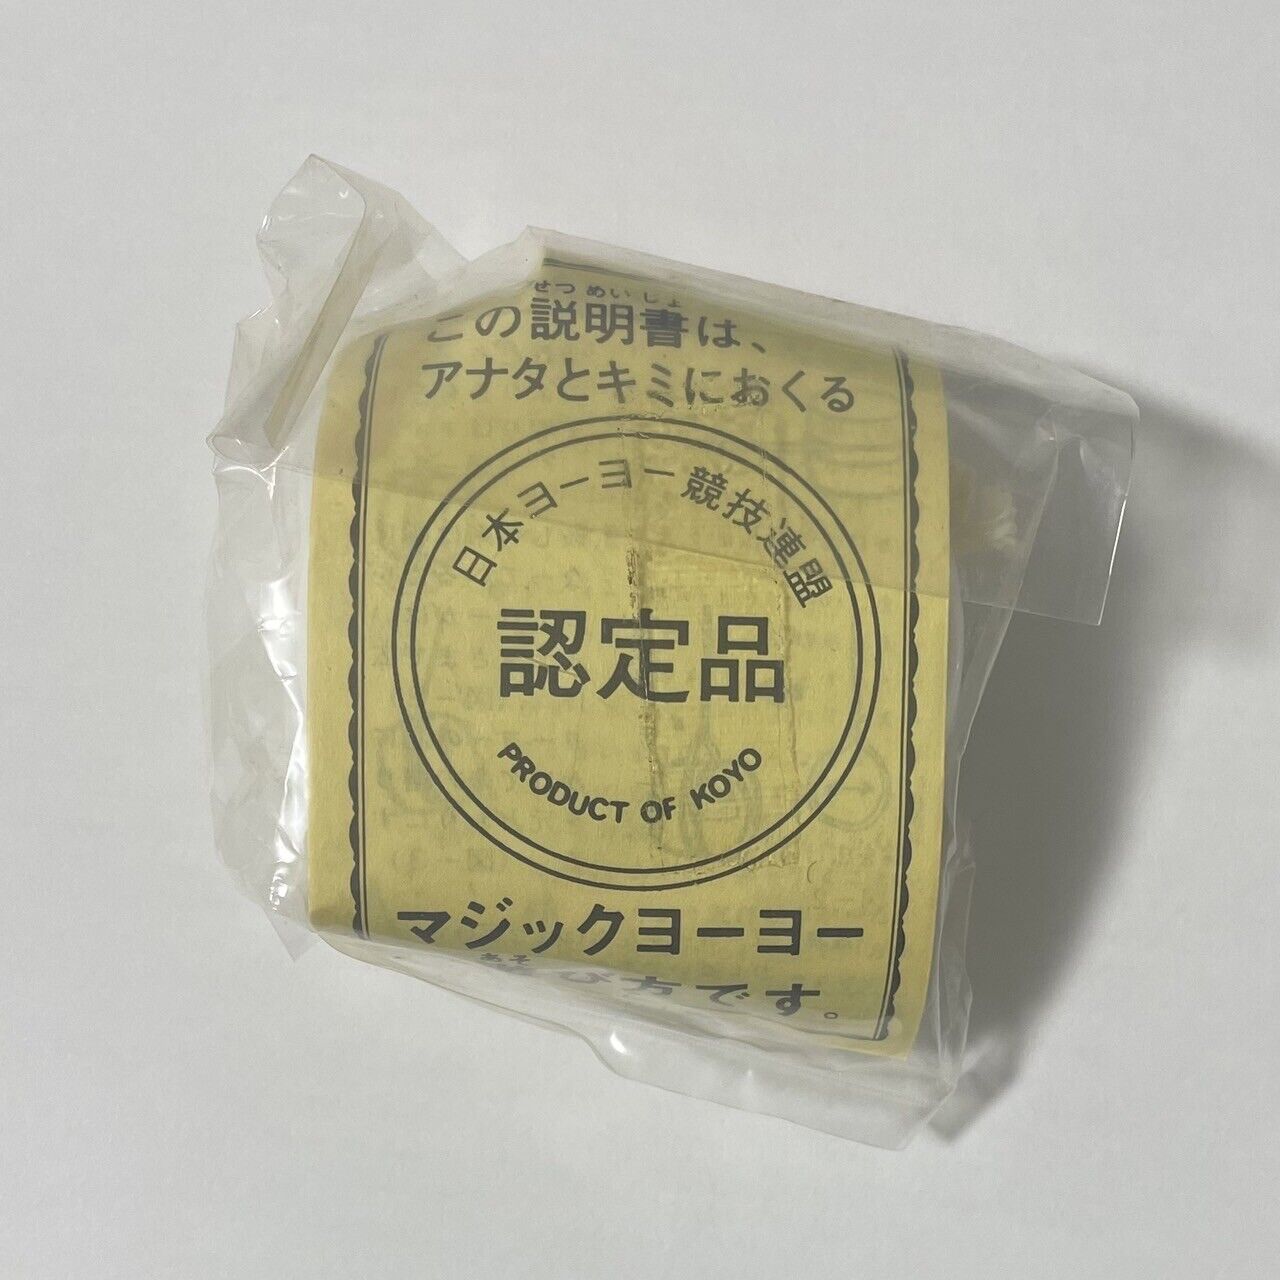 せつめいしょ
この説明書は、
アナタとキミにおくる
日本ヨーヨー競技連盟
認定品
PRODUCT OF KOYO
マジックヨーヨー
あそ
び方です。